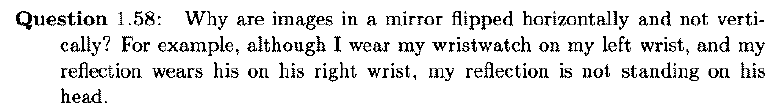 Question 1.58: Why are images in a mirror flipped horizontally and not verti-
cally? For example, although I wear my wristwatch on my left wrist, and my
reflection wears his on his right wrist, my reflection is not standing on his
head.